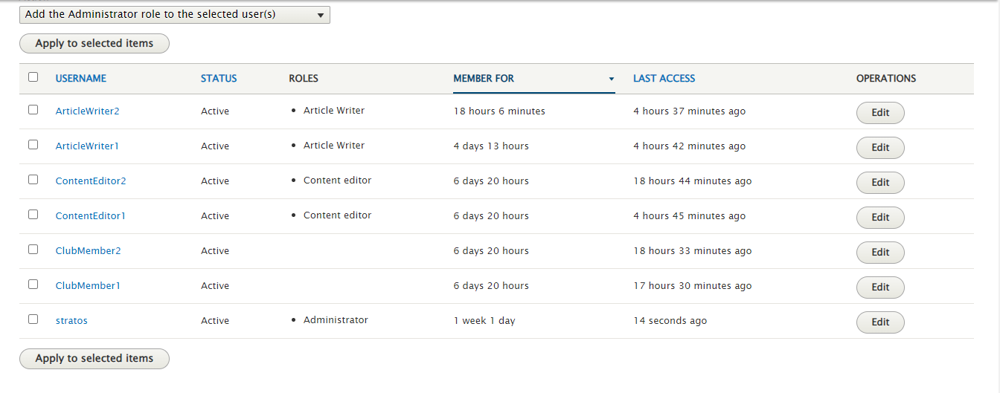 Add the Administrator role to the selected user(s)
Apply to selected items
USERNAME STATUS ROLES MEMBER FOR LAST ACCESS OPERATIONS
ArticleWriter2 Active • Article Writer 18 hours 6 minutes 4 hours 37 minutes ago Edit
ArticleWriter1 Active • Article Writer 4 days 13 hours 4 hours 42 minutes ago Edit
ContentEditor2 Active • Content editor 6 days 20 hours 18 hours 44 minutes ago Edit
ContentEditor1 Active • Content editor 6 days 20 hours 4 hours 45 minutes ago Edit
ClubMember2 Active 6 days 20 hours 18 hours 33 minutes ago Edit
ClubMember1 Active 6 days 20 hours 17 hours 30 minutes ago Edit
stratos Active • Administrator 1 week 1 day 14 seconds ago Edit
Apply to selected items